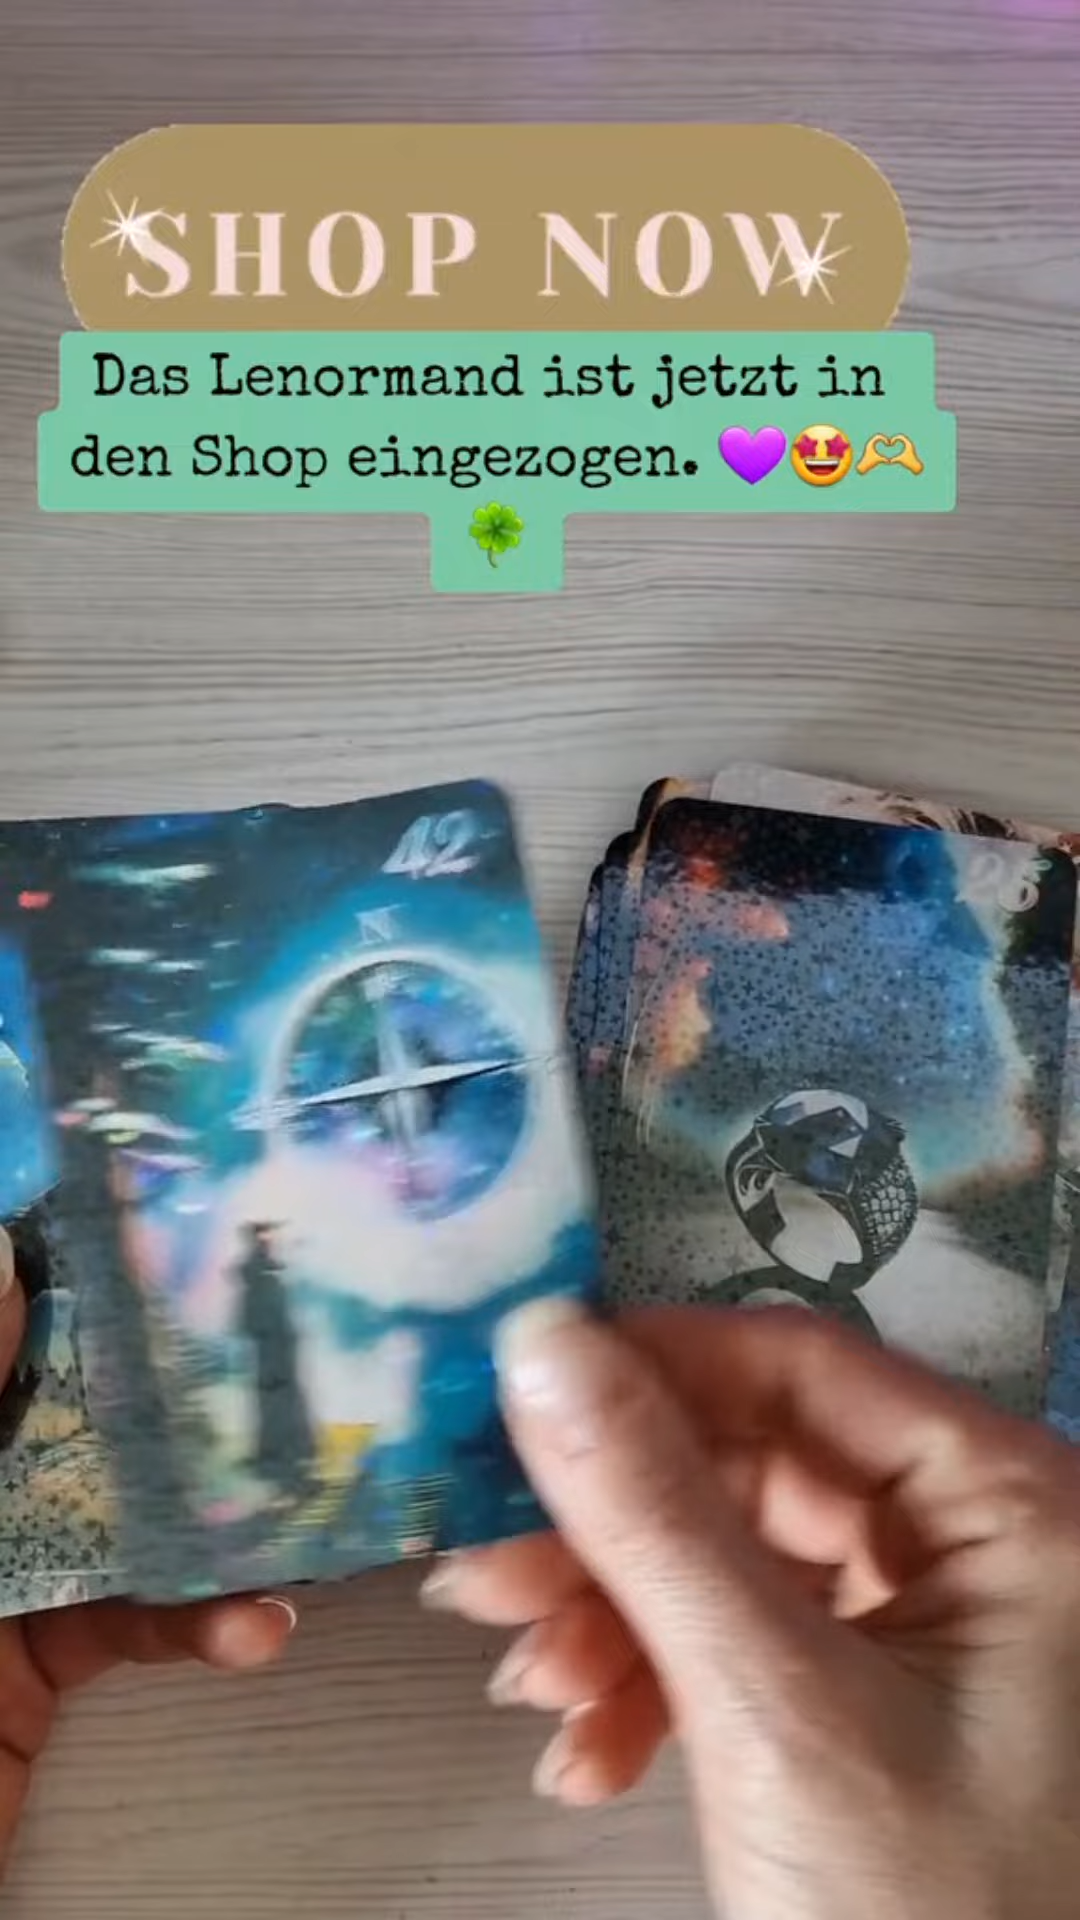 SHOP NOW
Das Lenormand ist jetzt in
den Shop eingezogen. 💜🤩🫶
🍀
42
N